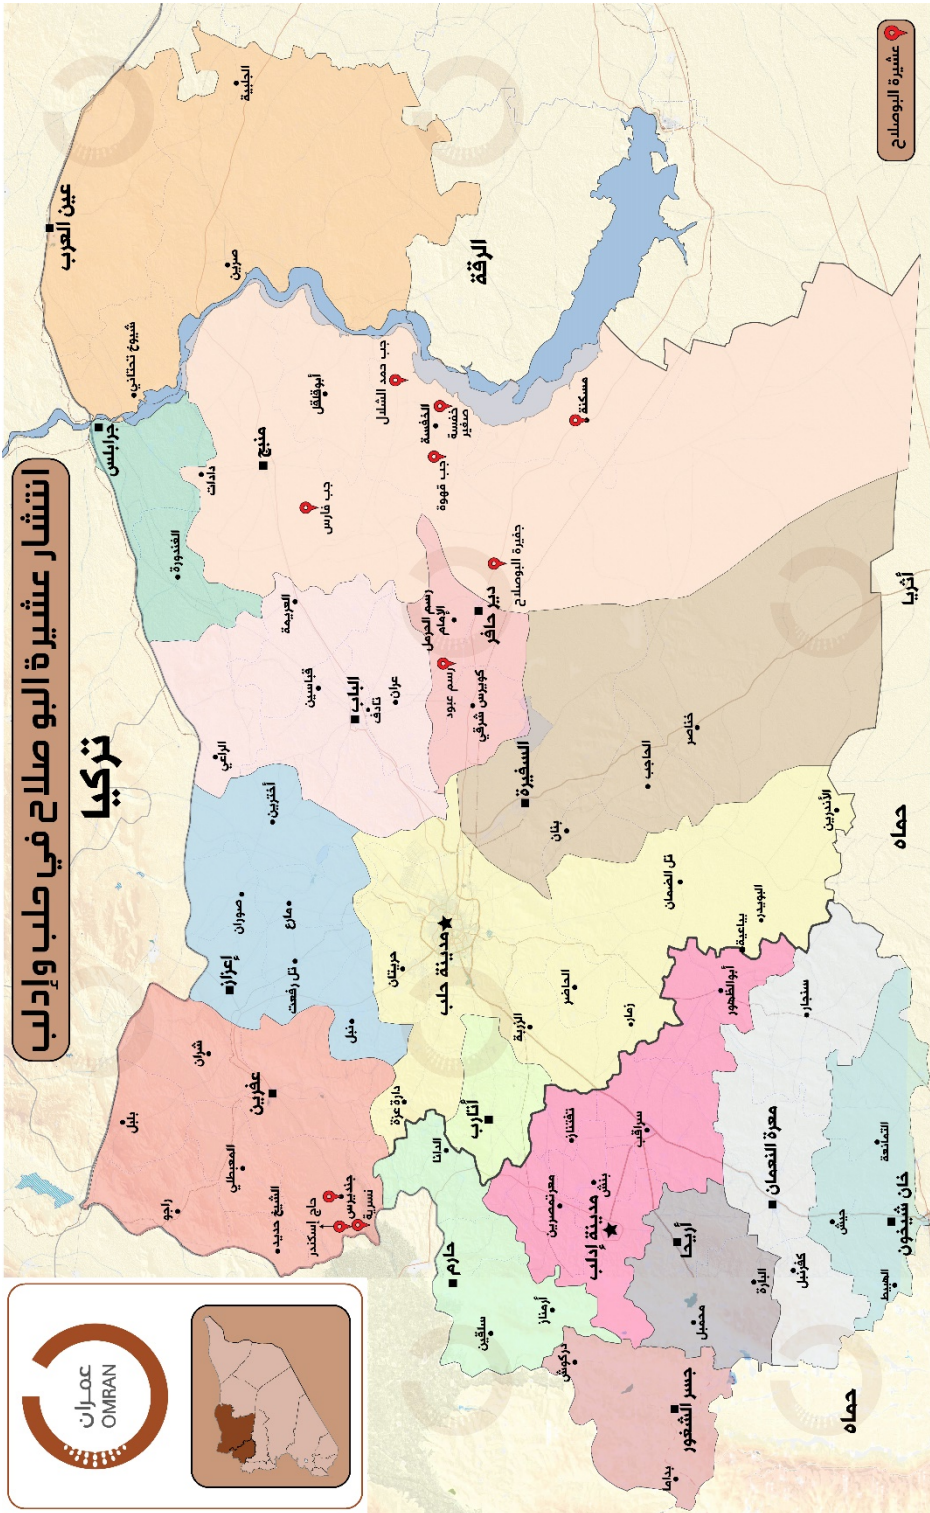 انتشار عشيرة البو صلاح في حلب وإدلب
عشيرة البوصلاح
تركيا
عين العرب
الجلبية
صرين
شيوخ تحتاني
الرقة
جرابلس
الغندورة
دادات
منبج
أبوقلقل
جب حمد الشلال
الخفسة
خفسة
صغير
جب قهوة
جب فارس
مسكنة
جفيرة البوصلاح
دير حافر
رسم الحرمل
الإمام
رسم عبود
كويرس شرقي
العريمة
قباسين
الباب
تادف
عران
الراعي
السفيرة
بنان
الحاجب
خناصر
أثريا
حماه
أخترين
صوران
مارع
إعزاز
تل رفعت
نبل
حريتان
مدينة حلب
تل الضمان
الأندرين
البويدر
بياعية
الحاضر
زمار
الزربة
أتارب
دارة عزة
شران
عفرين
بلبل
المعبطلي
راجو
الشيخ حديد
حاج إسكندر
جنديرس
نسرية
الدانا
حارم
سلقين
أرمناز
دركوش
تفتناز
سراقب
معرتمصرين
بنش
مدينة إدلب
أبوالظهور
سنجار
معرة النعمان
أريحا
محمبل
البارة
كفرنبل
حيش
التمانعة
خان شيخون
الهبيط
جسر الشغور
بداما
حماه
عمران
OMRAN